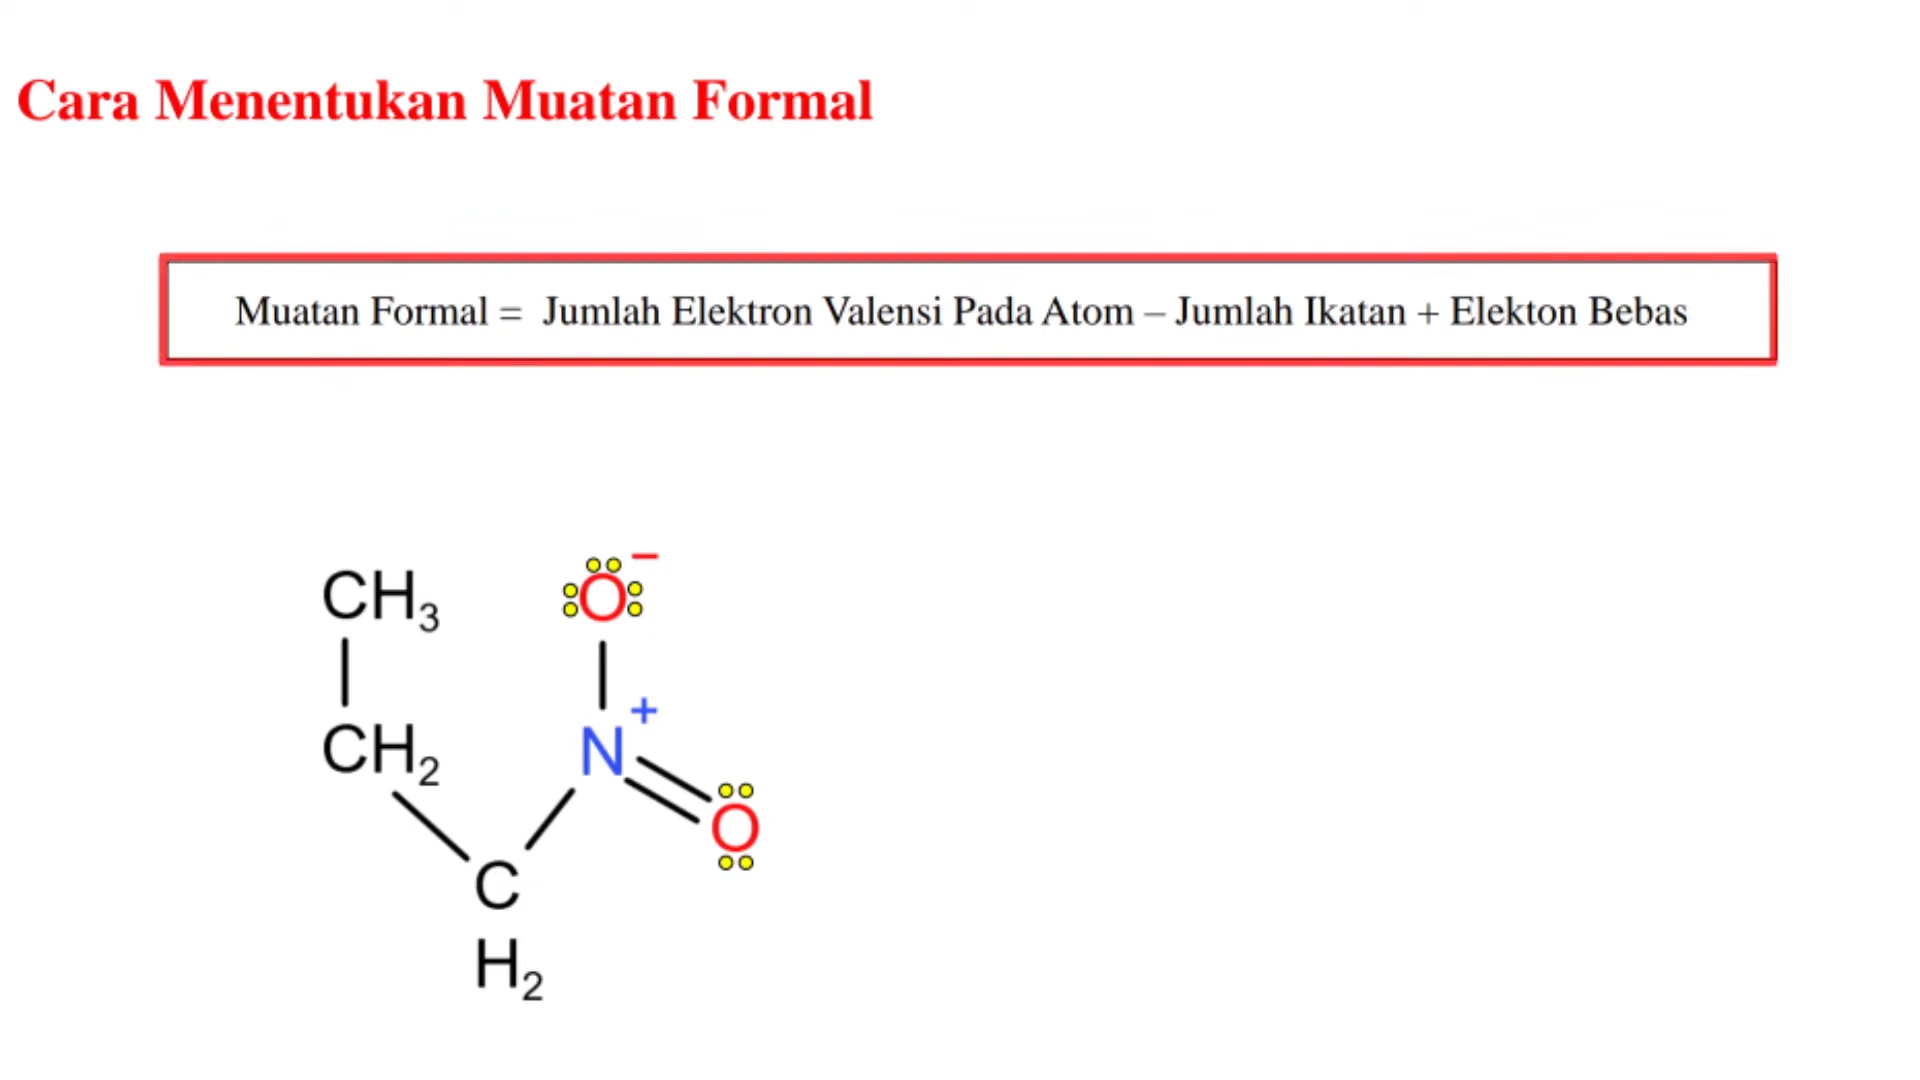 Cara Menentukan Muatan Formal
Muatan Formal = Jumlah Elektron Valensi Pada Atom – Jumlah Ikatan + Elekton Bebas
CH₃
O⁻
CH₂
N⁺
O
C
H₂